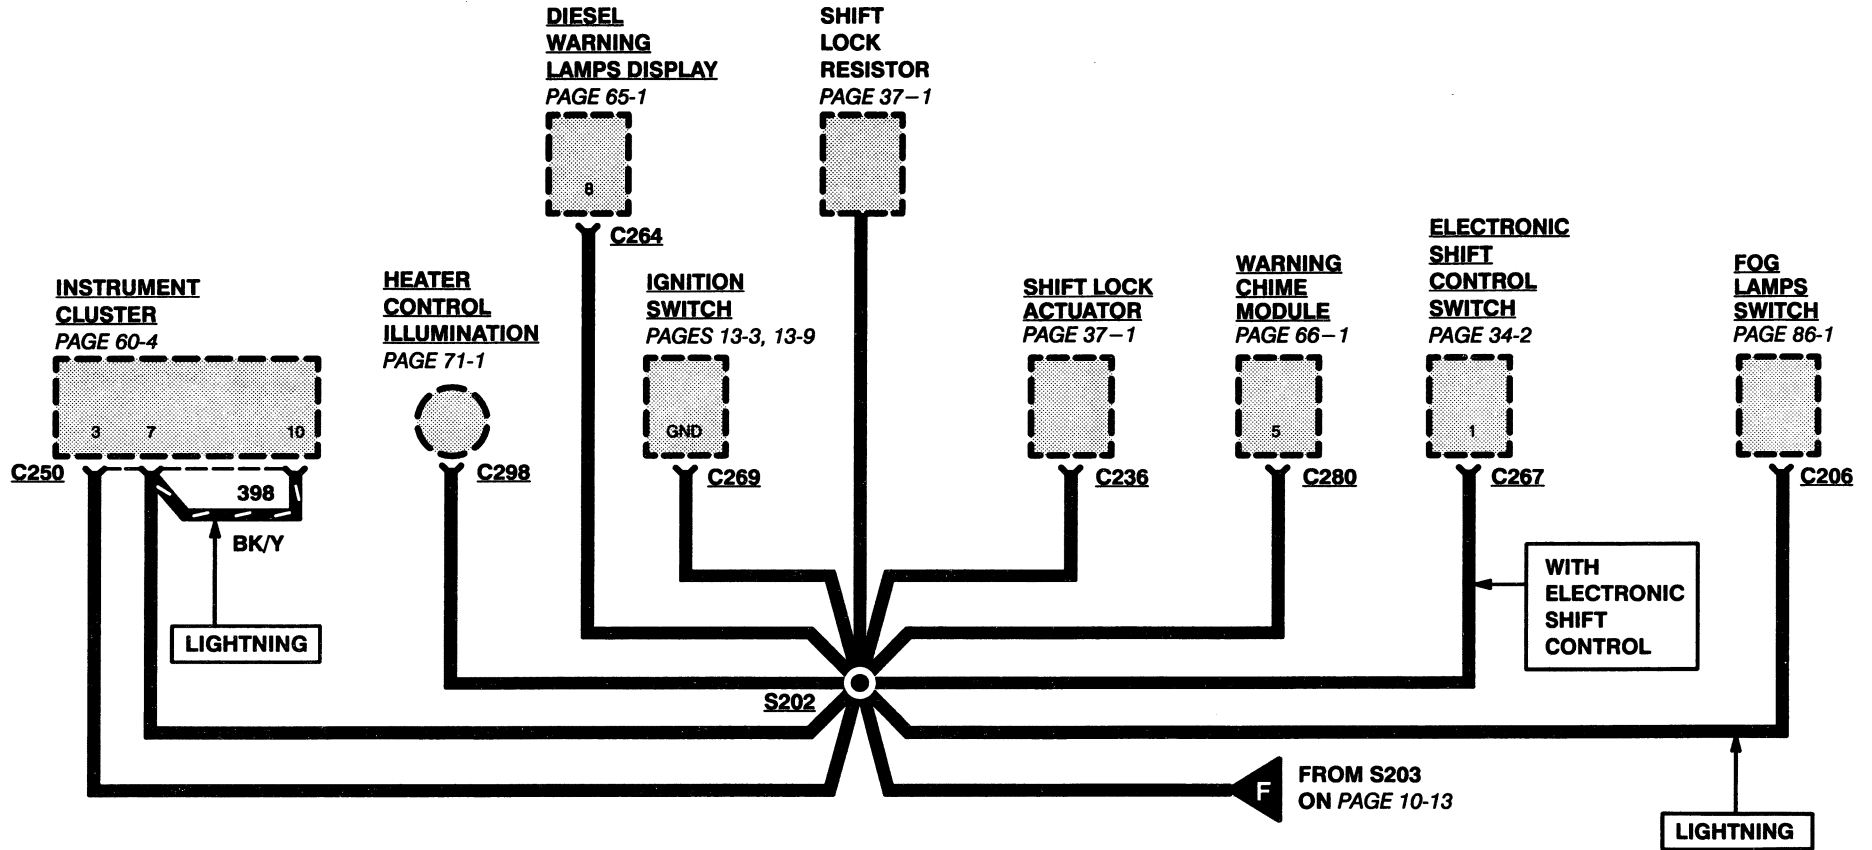 DIESEL
WARNING
LAMPS DISPLAY
PAGE 65-1
8
C264
SHIFT
LOCK
RESISTOR
PAGE 37–1
INSTRUMENT
CLUSTER
PAGE 60-4
3 7 10
C250
398
BK/Y
LIGHTNING
HEATER
CONTROL
ILLUMINATION
PAGE 71-1
C298
IGNITION
SWITCH
PAGES 13-3, 13-9
GND
C269
SHIFT LOCK
ACTUATOR
PAGE 37–1
C236
WARNING
CHIME
MODULE
PAGE 66–1
5
C280
ELECTRONIC
SHIFT
CONTROL
SWITCH
PAGE 34-2
1
C267
FOG
LAMPS
SWITCH
PAGE 86-1
C206
WITH
ELECTRONIC
SHIFT
CONTROL
S202
F
FROM S203
ON PAGE 10-13
LIGHTNING